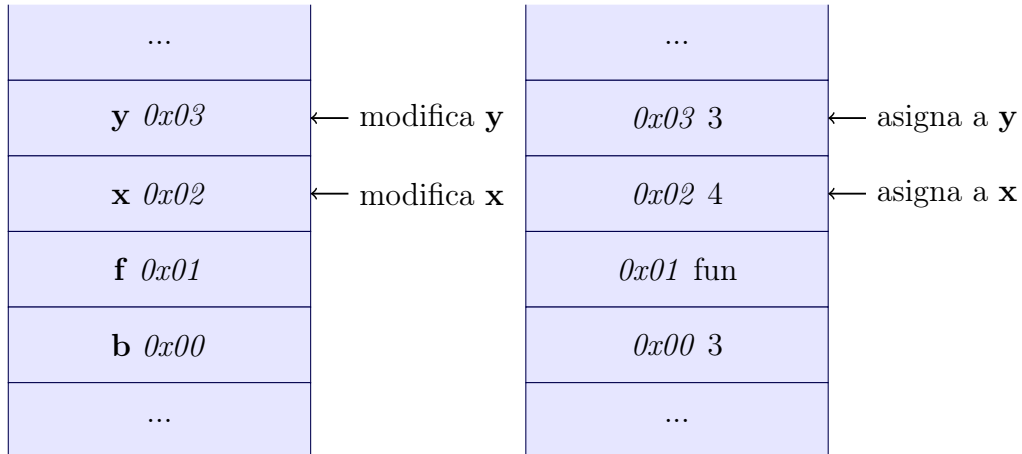 ...
y 0x03
modifica y
x 0x02
modifica x
f 0x01
b 0x00
...
...
0x03 3
asigna a y
0x02 4
asigna a x
0x01 fun
0x00 3
...